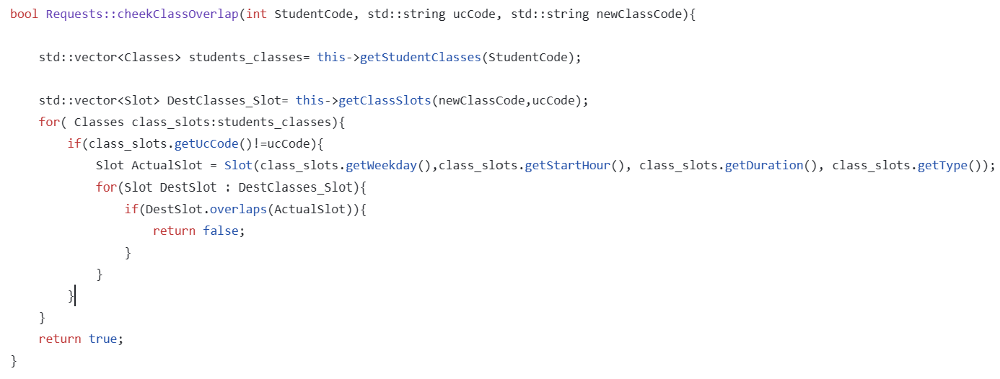 bool Requests::cheekClassOverlap(int StudentCode, std::string ucCode, std::string newClassCode){
    std::vector<Classes> students_classes= this->getStudentClasses(StudentCode);
    std::vector<Slot> DestClasses_Slot= this->getClassSlots(newClassCode,ucCode);
    for( Classes class_slots:students_classes){
        if(class_slots.getUcCode()!=ucCode){
            Slot ActualSlot = Slot(class_slots.getWeekday(),class_slots.getStartHour(), class_slots.getDuration(), class_slots.getType());
            for(Slot DestSlot : DestClasses_Slot){
                if(DestSlot.overlaps(ActualSlot)){
                    return false;
                }
            }
        }
    }
    return true;
}